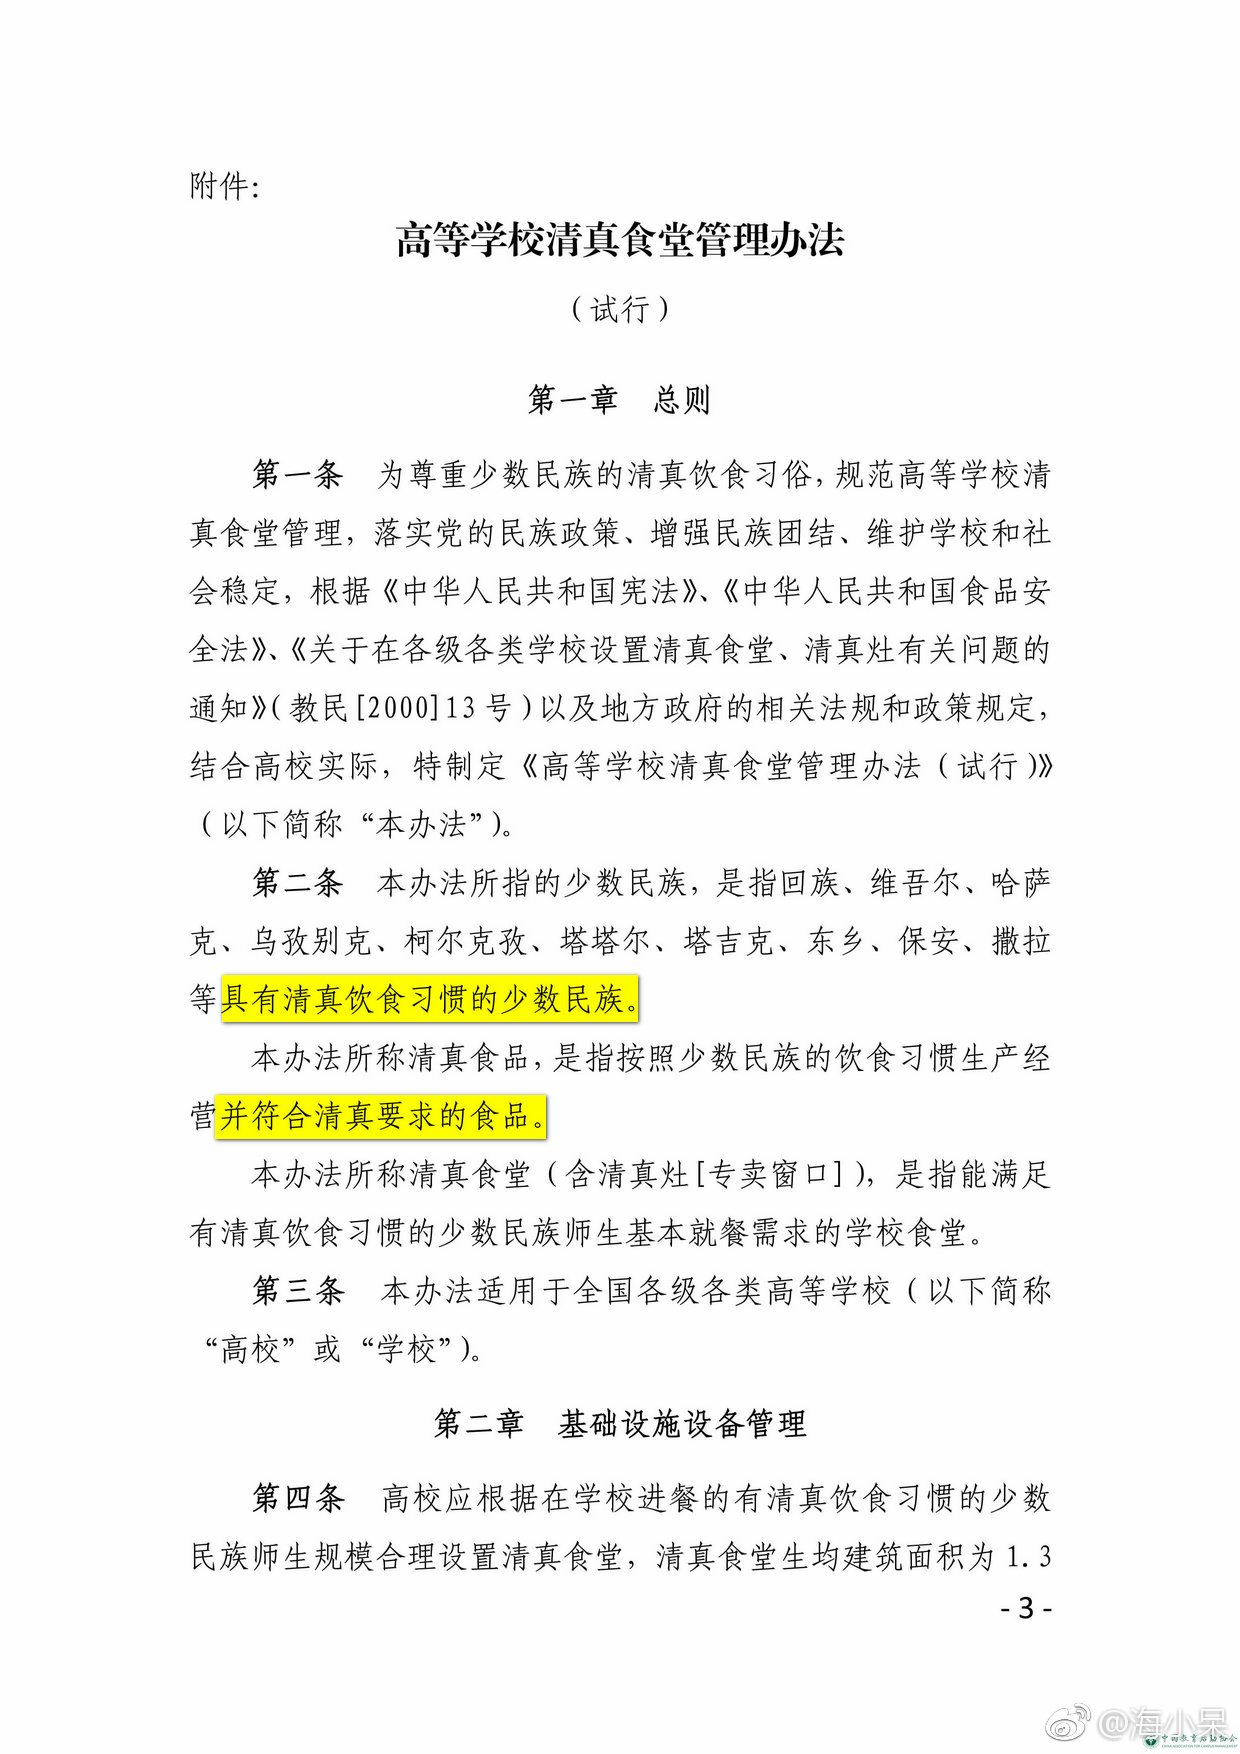 附件：
高等学校清真食堂管理办法
（试行）
第一章 总则
第一条 为尊重少数民族的清真饮食习俗，规范高等学校清
真食堂管理，落实党的民族政策、增强民族团结、维护学校和社
会稳定，根据《中华人民共和国宪法》、《中华人民共和国食品安
全法》、《关于在各级各类学校设置清真食堂、清真灶有关问题的
通知》（教民[2000]13号）以及地方政府的相关法规和政策规定，
结合高校实际，特制定《高等学校清真食堂管理办法（试行）》
（以下简称“本办法”）。
第二条 本办法所指的少数民族，是指回族、维吾尔、哈萨
克、乌孜别克、柯尔克孜、塔塔尔、塔吉克、东乡、保安、撒拉
等具有清真饮食习惯的少数民族。
本办法所称清真食品，是指按照少数民族的饮食习惯生产经
营并符合清真要求的食品。
本办法所称清真食堂（含清真灶[专卖窗口]），是指能满足
有清真饮食习惯的少数民族师生基本就餐需求的学校食堂。
第三条 本办法适用于全国各级各类高等学校（以下简称
“高校”或“学校”）。
第二章 基础设施设备管理
第四条 高校应根据在学校进餐的有清真饮食习惯的少数
民族师生规模合理设置清真食堂，清真食堂生均建筑面积为1.3
- 3 -
@海小呆
中国教育后勤协会